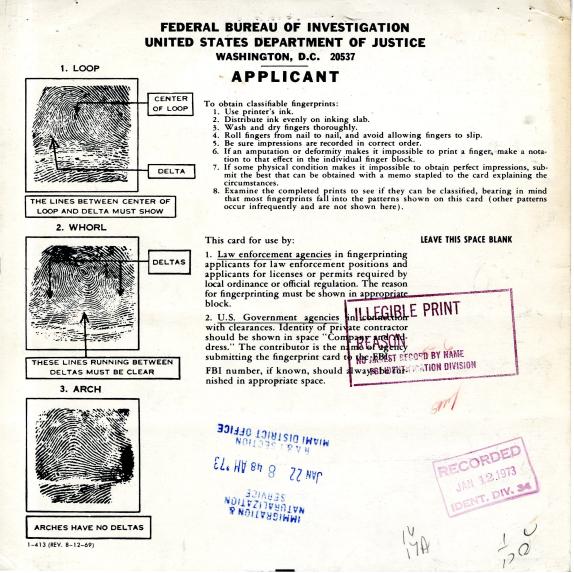 FEDERAL BUREAU OF INVESTIGATION
UNITED STATES DEPARTMENT OF JUSTICE
WASHINGTON, D.C. 20537
APPLICANT
1. LOOP
CENTER
OF LOOP
DELTA
THE LINES BETWEEN CENTER OF
LOOP AND DELTA MUST SHOW
2. WHORL
DELTAS
THESE LINES RUNNING BETWEEN
DELTAS MUST BE CLEAR
3. ARCH
ARCHES HAVE NO DELTAS
1-413 (REV. 8-12-69)
To obtain classifiable fingerprints:
1. Use printer's ink.
2. Distribute ink evenly on inking slab.
3. Wash and dry fingers thoroughly.
4. Roll fingers from nail to nail, and avoid allowing fingers to slip.
5. Be sure impressions are recorded in correct order.
6. If an amputation or deformity makes it impossible to print a finger, make a nota-
tion to that effect in the individual finger block.
7. If some physical condition makes it impossible to obtain perfect impressions, sub-
mit the best that can be obtained with a memo stapled to the card explaining the
circumstances.
8. Examine the completed prints to see if they can be classified, bearing in mind
that most fingerprints fall into the patterns shown on this card (other patterns
occur infrequently and are not shown here).
This card for use by:
1. Law enforcement agencies in fingerprinting
applicants for law enforcement positions and
applicants for licenses or permits required by
local ordinance or official regulation. The reason
for fingerprinting must be shown in appropriate
block.
2. U.S. Government agencies in connection
with clearances. Identity of private contractor
should be shown in space "Company and Ad-
dress." The contributor is the name of agency
submitting the fingerprint card to the FBI.
FBI number, if known, should always be fur-
nished in appropriate space.
LEAVE THIS SPACE BLANK
ILLEGIBLE PRINT
REASON
NO ARREST RECORD BY NAME
FBI IDENTIFICATION DIVISION
IMMIGRATION &
NATURALIZATION
SERVICE
JAN 22 8 48 AM '73
SECTION
MIAMI DISTRICT OFFICE
RECORDED
JAN 12 1973
IDENT. DIV. 34
14A